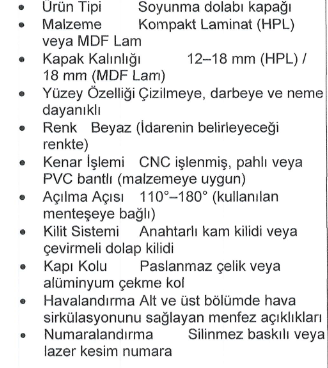 • Ürün Tipi Soyunma dolabı kapağı
• Malzeme Kompakt Laminat (HPL)
veya MDF Lam
• Kapak Kalınlığı 12–18 mm (HPL) /
18 mm (MDF Lam)
• Yüzey Özelliği Çizilmeye, darbeye ve neme
dayanıklı
• Renk Beyaz (İdarenin belirleyeceği
renkte)
• Kenar İşlemi CNC işlenmiş, pahlı veya
PVC bantlı (malzemeye uygun)
• Açılma Açısı 110°–180° (kullanılan
menteşeye bağlı)
• Kilit Sistemi Anahtarlı kam kilidi veya
çevirmeli dolap kilidi
• Kapı Kolu Paslanmaz çelik veya
alüminyum çekme kol
• Havalandırma Alt ve üst bölümde hava
sirkülasyonunu sağlayan menfez açıklıkları
• Numaralandırma Silinmez baskılı veya
lazer kesim numara